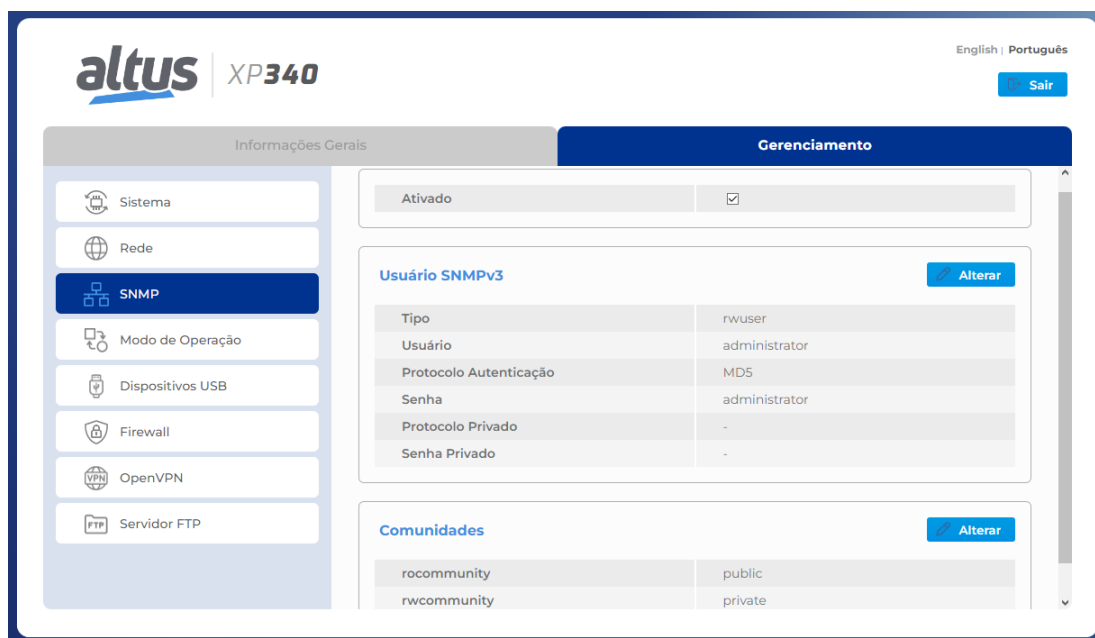 English | Português
altus XP340
Sair
Informações Gerais
Gerenciamento
Sistema
Rede
SNMP
Modo de Operação
Dispositivos USB
Firewall
VPN OpenVPN
FTP Servidor FTP
Ativado
Usuário SNMPv3
Alterar
Tipo rwuser
Usuário administrator
Protocolo Autenticação MD5
Senha administrator
Protocolo Privado -
Senha Privado -
Comunidades
Alterar
rocommunity public
rwcommunity private